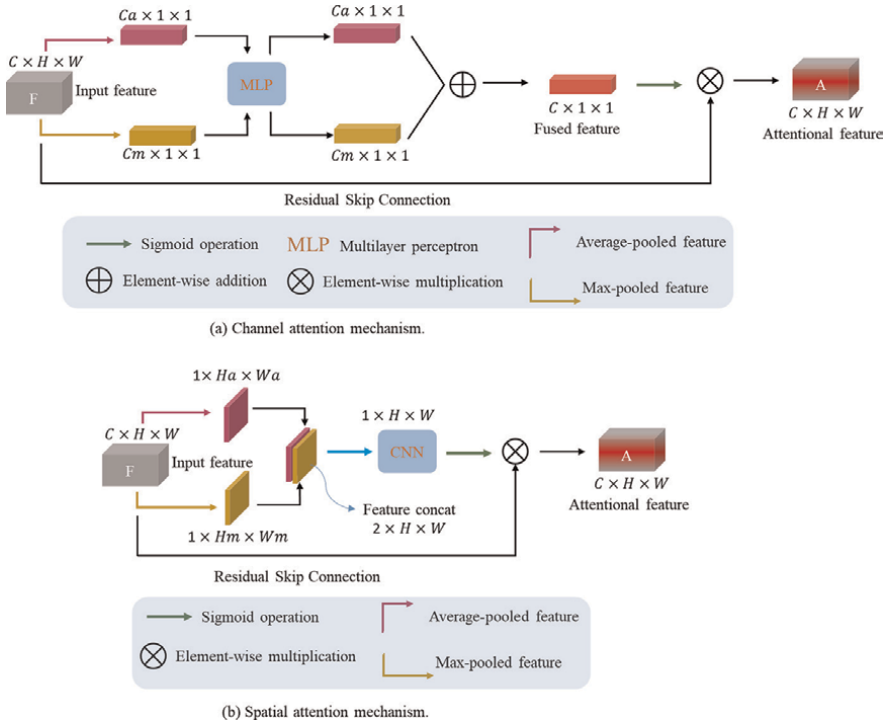 Ca × 1 × 1
Ca × 1 × 1
C × H × W
F
Input feature
MLP
A
C × 1 × 1
Fused feature
C × H × W
Attentional feature
Cm × 1 × 1
Cm × 1 × 1
Residual Skip Connection
Sigmoid operation
MLP Multilayer perceptron
Average-pooled feature
Element-wise addition
Element-wise multiplication
Max-pooled feature
(a) Channel attention mechanism.
1 × Ha × Wa
C × H × W
1 × H × W
F
Input feature
CNN
A
C × H × W
Attentional feature
Feature concat
2 × H × W
1 × Hm × Wm
Residual Skip Connection
Sigmoid operation
Average-pooled feature
Element-wise multiplication
Max-pooled feature
(b) Spatial attention mechanism.